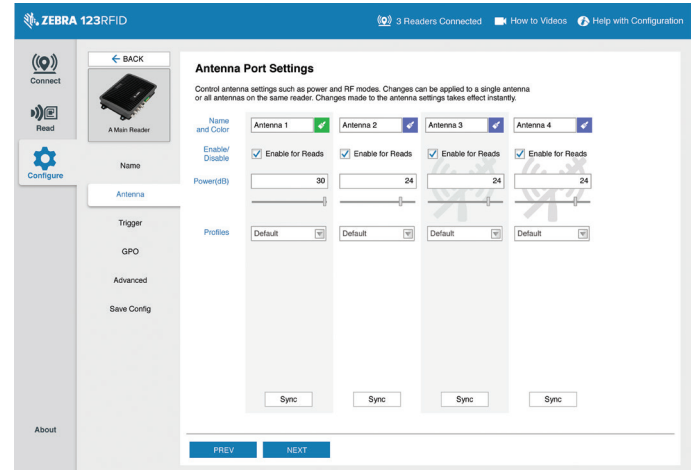 ZEBRA 123RFID
3 Readers Connected
How to Videos
Help with Configuration
Connect
Read
Configure
About
BACK
A Main Reader
Name
Antenna
Trigger
GPO
Advanced
Save Config
Antenna Port Settings
Control antenna settings such as power and RF modes. Changes can be applied to a single antenna
or all antennas on the same reader. Changes made to the antenna settings takes effect instantly.
Name
and Color
Antenna 1
Antenna 2
Antenna 3
Antenna 4
Enable/
Disable
Enable for Reads
Enable for Reads
Enable for Reads
Enable for Reads
Power(dB)
30
24
24
24
Profiles
Default
Default
Default
Default
Sync
Sync
Sync
Sync
PREV
NEXT